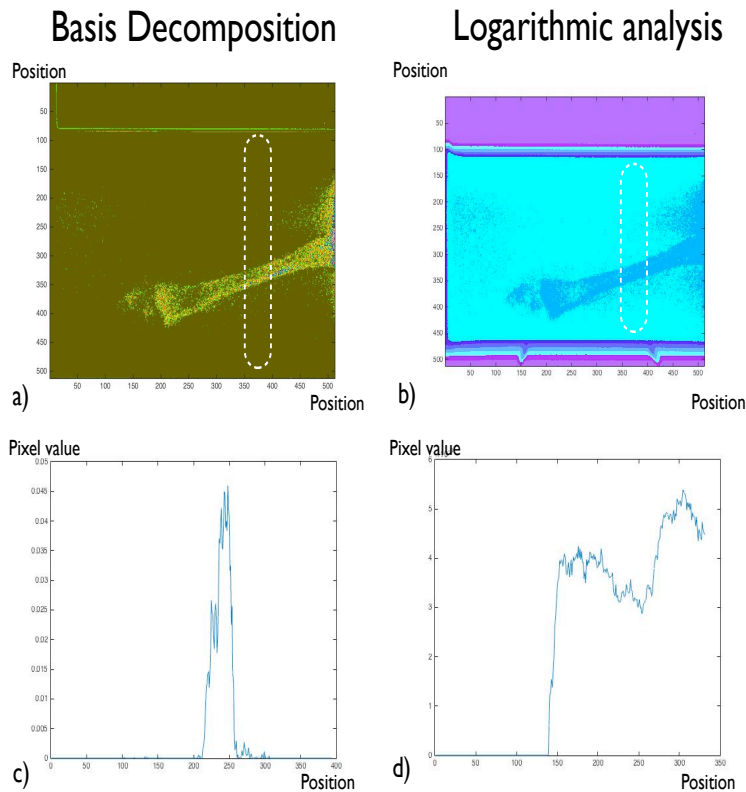 Basis Decomposition
Logarithmic analysis
Position
50
100
150
200
250
300
350
400
450
500
50 100 150 200 250 300 350 400 450 500
a)
Position
Position
50
100
150
200
250
300
350
400
450
500
50 100 150 200 250 300 350 400 450 500
b)
Position
Pixel value
0.05
0.045
0.04
0.035
0.03
0.025
0.02
0.015
0.01
0.005
0
0 50 100 150 200 250 300 350 400
c)
Position
Pixel value
6
5
4
3
2
1
0
0 50 100 150 200 250 300 350
d)
Position